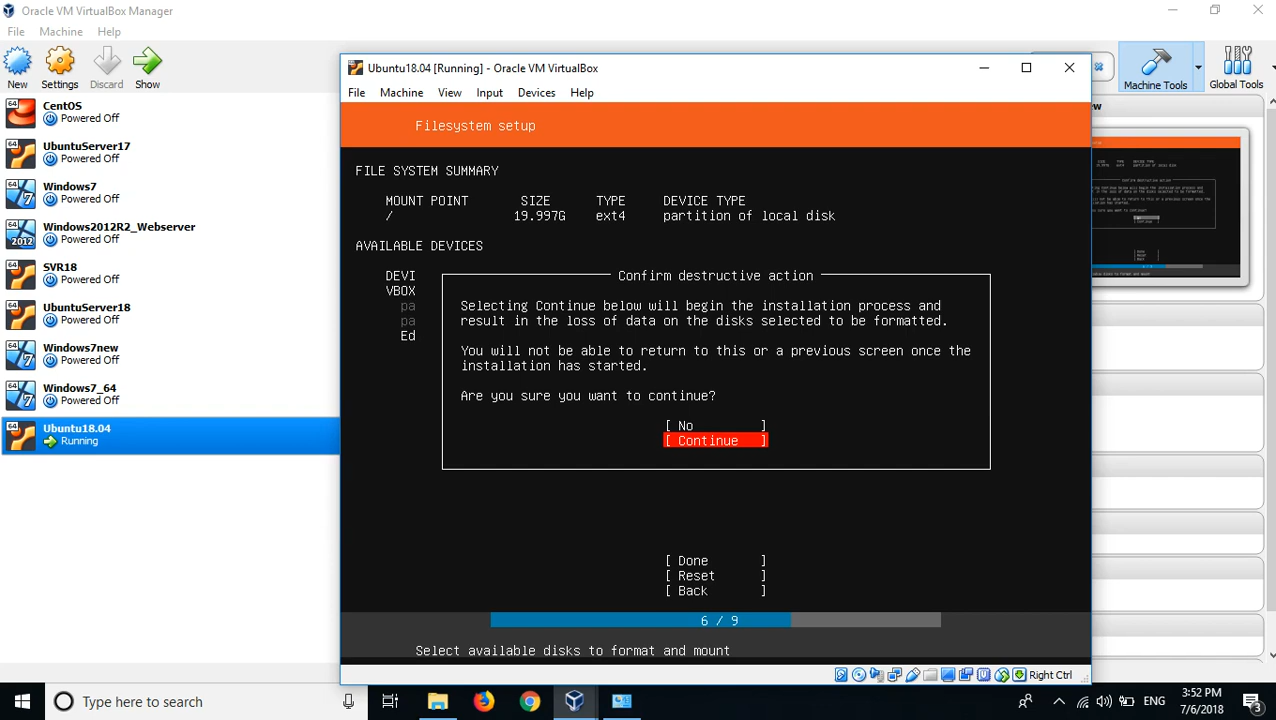 Oracle VM VirtualBox Manager
File Machine Help
New Settings Discard Show
Machine Tools Global Tools
CentOS
Powered Off
UbuntuServer17
Powered Off
Windows7
Powered Off
Windows2012R2_Webserver
Powered Off
SVR18
Powered Off
UbuntuServer18
Powered Off
Windows7new
Powered Off
Windows7_64
Powered Off
Ubuntu18.04
Running
Ubuntu18.04 [Running] - Oracle VM VirtualBox
File Machine View Input Devices Help
Filesystem setup
FILE SYSTEM SUMMARY
MOUNT POINT SIZE TYPE DEVICE TYPE
/ 19.997G ext4 partition of local disk
AVAILABLE DEVICES
DEVI
VBOX
pa
pa
Ed
Confirm destructive action
Selecting Continue below will begin the installation process and
result in the loss of data on the disks selected to be formatted.
You will not be able to return to this or a previous screen once the
installation has started.
Are you sure you want to continue?
[ No ]
[ Continue ]
[ Done ]
[ Reset ]
[ Back ]
6 / 9
Select available disks to format and mount
Right Ctrl
Type here to search
ENG
3:52 PM
7/6/2018
3